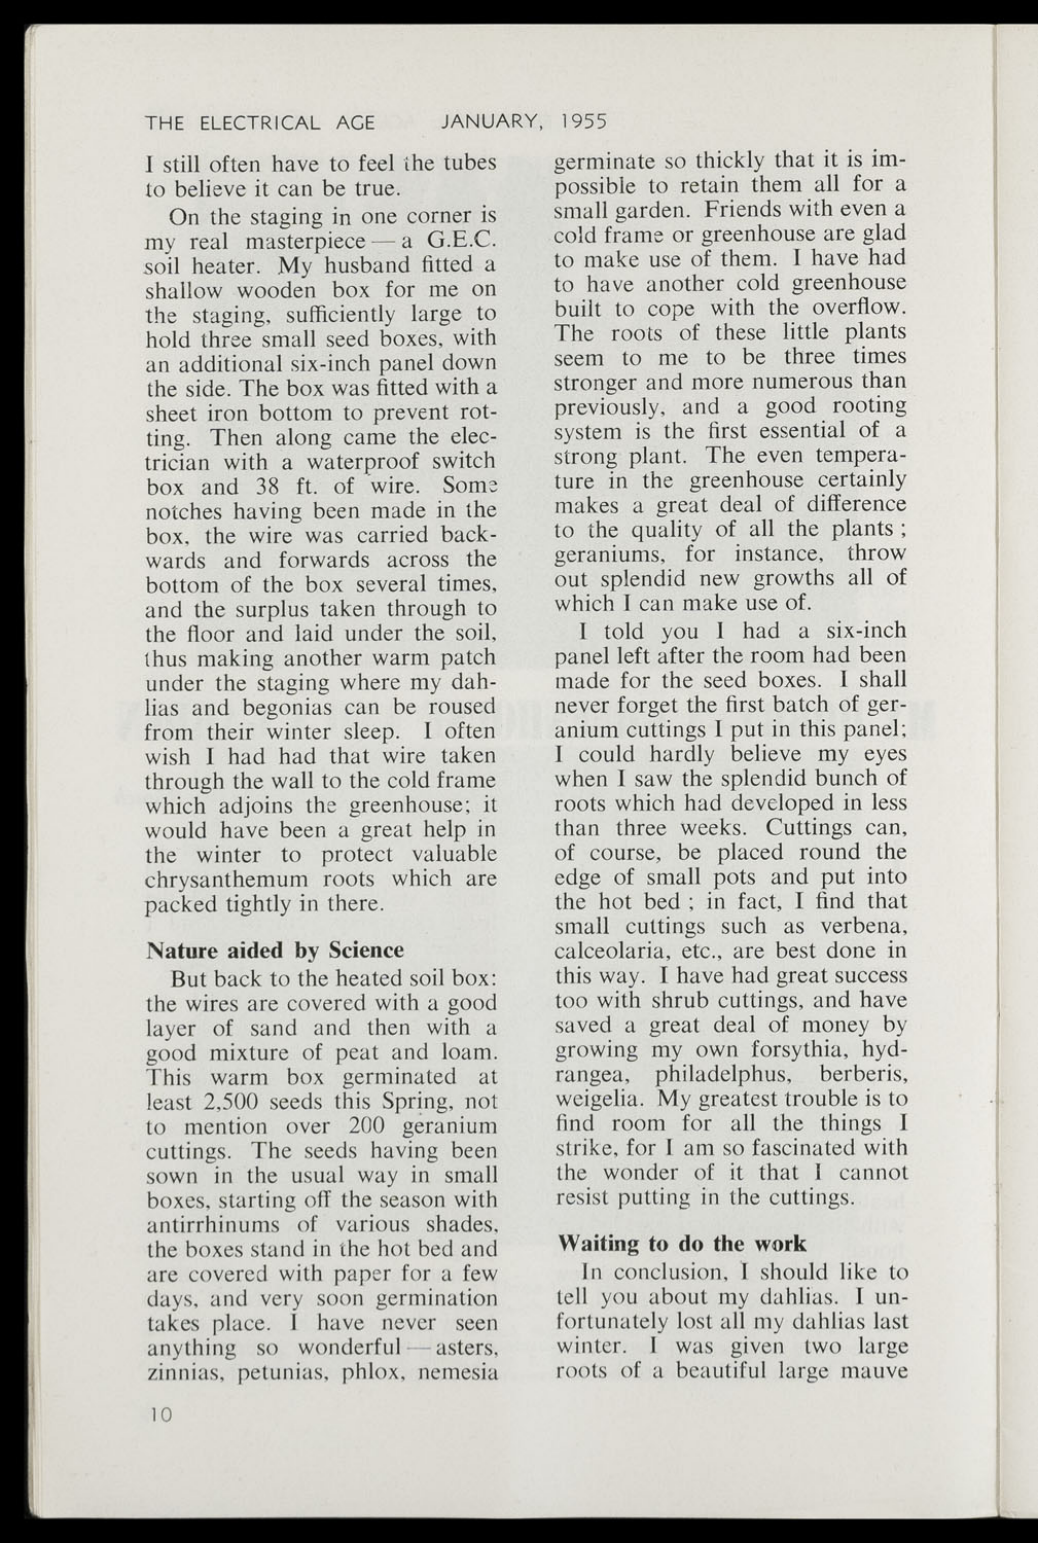 THE ELECTRICAL AGE JANUARY, 1955
I still often have to feel the tubes
to believe it can be true.
On the staging in one corner is
my real masterpiece — a G.E.C.
soil heater. My husband fitted a
shallow wooden box for me on
the staging, sufficiently large to
hold three small seed boxes, with
an additional six-inch panel down
the side. The box was fitted with a
sheet iron bottom to prevent rot-
ting. Then along came the elec-
trician with a waterproof switch
box and 38 ft. of wire. Some
notches having been made in the
box, the wire was carried back-
wards and forwards across the
bottom of the box several times,
and the surplus taken through to
the floor and laid under the soil,
thus making another warm patch
under the staging where my dah-
lias and begonias can be roused
from their winter sleep. I often
wish I had had that wire taken
through the wall to the cold frame
which adjoins the greenhouse; it
would have been a great help in
the winter to protect valuable
chrysanthemum roots which are
packed tightly in there.
Nature aided by Science
But back to the heated soil box:
the wires are covered with a good
layer of sand and then with a
good mixture of peat and loam.
This warm box germinated at
least 2,500 seeds this Spring, not
to mention over 200 geranium
cuttings. The seeds having been
sown in the usual way in small
boxes, starting off the season with
antirrhinums of various shades,
the boxes stand in the hot bed and
are covered with paper for a few
days, and very soon germination
takes place. I have never seen
anything so wonderful — asters,
zinnias, petunias, phlox, nemesia
germinate so thickly that it is im-
possible to retain them all for a
small garden. Friends with even a
cold frame or greenhouse are glad
to make use of them. I have had
to have another cold greenhouse
built to cope with the overflow.
The roots of these little plants
seem to me to be three times
stronger and more numerous than
previously, and a good rooting
system is the first essential of a
strong plant. The even tempera-
ture in the greenhouse certainly
makes a great deal of difference
to the quality of all the plants ;
geraniums, for instance, throw
out splendid new growths all of
which I can make use of.
I told you I had a six-inch
panel left after the room had been
made for the seed boxes. I shall
never forget the first batch of ger-
anium cuttings I put in this panel;
I could hardly believe my eyes
when I saw the splendid bunch of
roots which had developed in less
than three weeks. Cuttings can,
of course, be placed round the
edge of small pots and put into
the hot bed ; in fact, I find that
small cuttings such as verbena,
calceolaria, etc., are best done in
this way. I have had great success
too with shrub cuttings, and have
saved a great deal of money by
growing my own forsythia, hyd-
rangea, philadelphus, berberis,
weigelia. My greatest trouble is to
find room for all the things I
strike, for I am so fascinated with
the wonder of it that I cannot
resist putting in the cuttings.
Waiting to do the work
In conclusion, I should like to
tell you about my dahlias. I un-
fortunately lost all my dahlias last
winter. I was given two large
roots of a beautiful large mauve
10